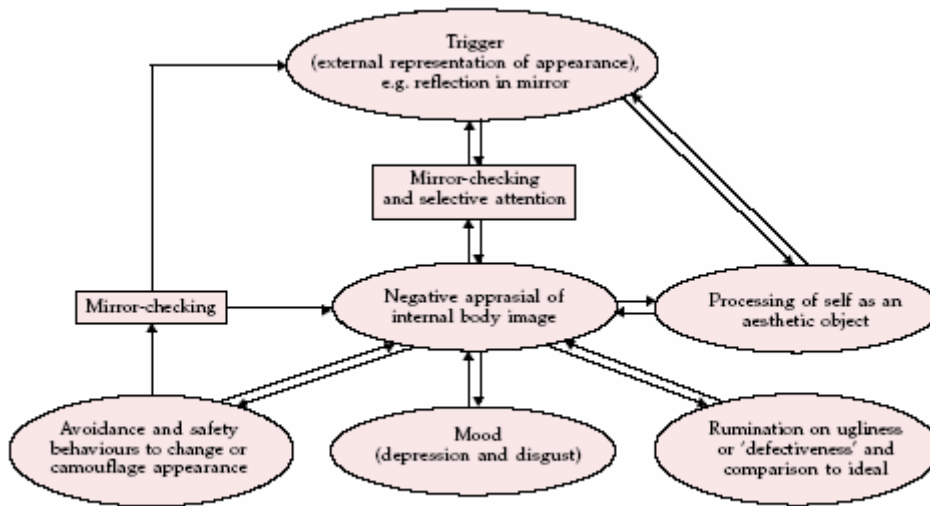 Trigger
(external representation of appearance),
e.g. reflection in mirror
Mirror-checking
and selective attention
Mirror-checking
Negative apprasial of
internal body image
Processing of self as an
aesthetic object
Avoidance and safety
behaviours to change or
camouflage appearance
Mood
(depression and disgust)
Rumination on ugliness
or 'defectiveness' and
comparison to ideal